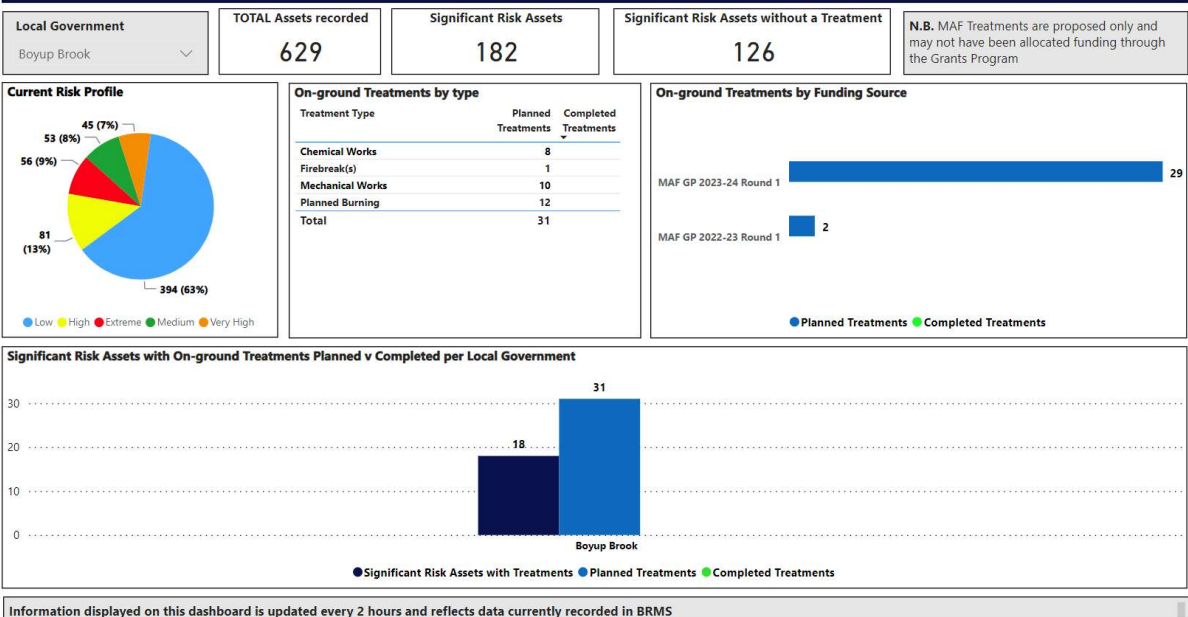 Local Government
Boyup Brook
TOTAL Assets recorded
629
Significant Risk Assets
182
Significant Risk Assets without a Treatment
126
N.B. MAF Treatments are proposed only and
may not have been allocated funding through
the Grants Program
Current Risk Profile
45 (7%)
53 (8%)
56 (9%)
81
(13%)
394 (63%)
Low High Extreme Medium Very High
On-ground Treatments by type
Treatment Type Planned Completed
Treatments Treatments
Chemical Works 8
Firebreak(s) 1
Mechanical Works 10
Planned Burning 12
Total 31
On-ground Treatments by Funding Source
MAF GP 2023-24 Round 1 29
MAF GP 2022-23 Round 1 2
Planned Treatments Completed Treatments
Significant Risk Assets with On-ground Treatments Planned v Completed per Local Government
31
30
20 18
10
0
Boyup Brook
Significant Risk Assets with Treatments Planned Treatments Completed Treatments
Information displayed on this dashboard is updated every 2 hours and reflects data currently recorded in BRMS